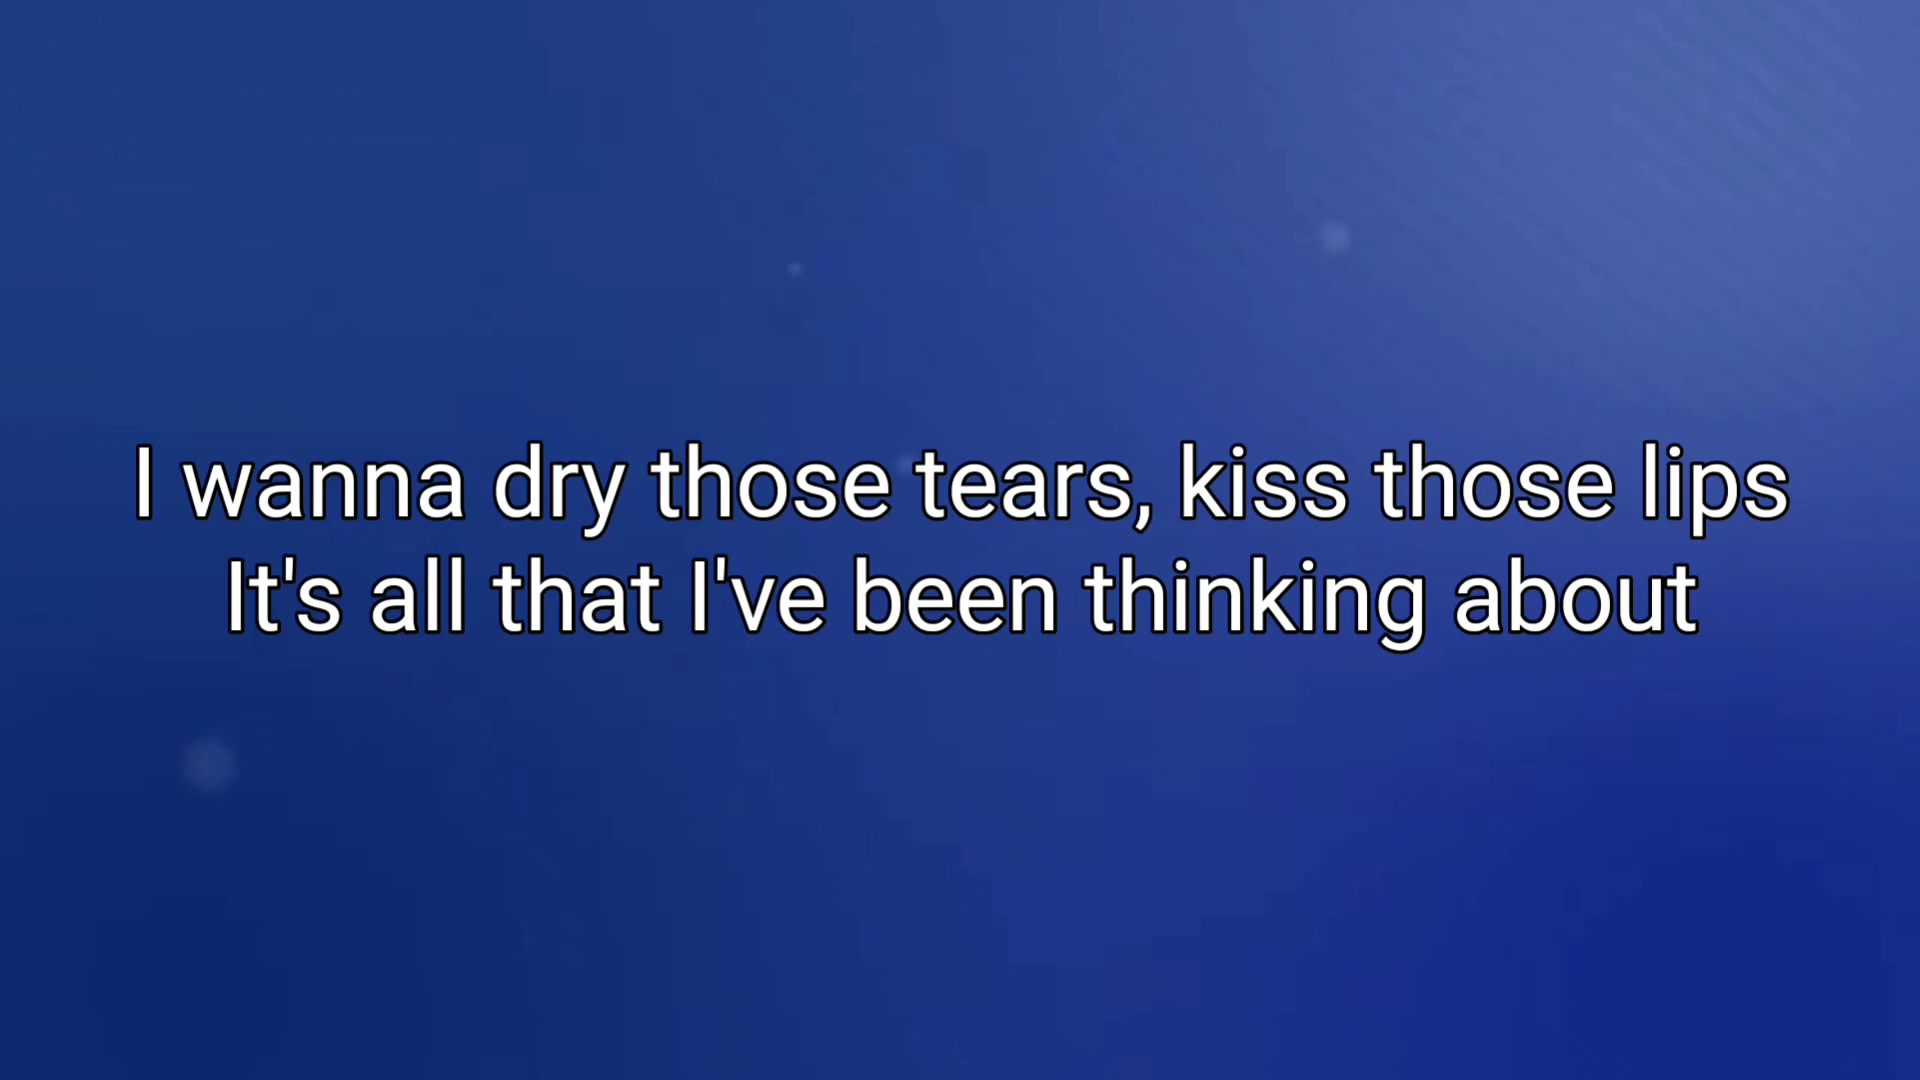 I wanna dry those tears, kiss those lips
It's all that I've been thinking about